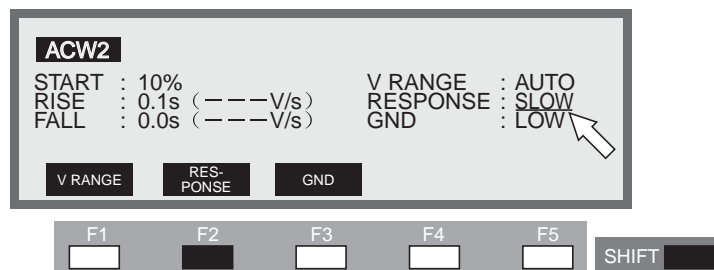 ACW2
START : 10%
RISE : 0.1s (－－－V/s)
FALL : 0.0s (－－－V/s)
V RANGE : AUTO
RESPONSE : SLOW
GND : LOW
V RANGE
RES-
PONSE
GND
F1 F2 F3 F4 F5
SHIFT